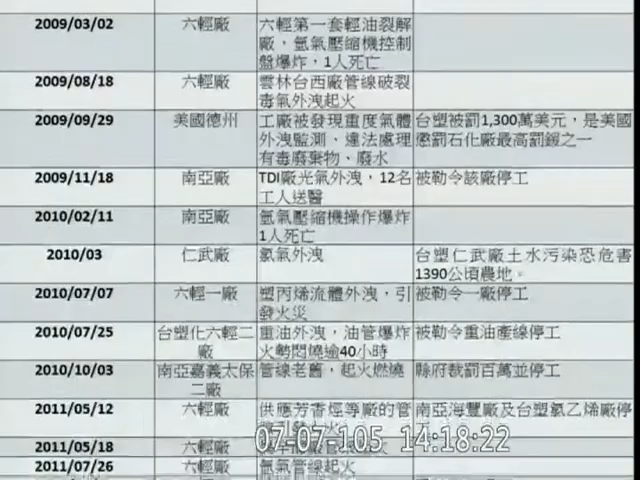 2009/03/02 六輕廠 六輕第一套輕油裂解
廠，氫氣壓縮機控制
盤爆炸，1人死亡
2009/08/18 六輕廠 雲林台西廠管線破裂
毒氣外洩起火
2009/09/29 美國德州 工廠被發現重度氣體 台塑被罰1,300萬美元，是美國
外洩監測、違法處理 懲罰石化廠最高罰鍰之一
有毒廢棄物、廢水
2009/11/18 南亞廠 TDI廠光氣外洩，12名 被勒令該廠停工
工人送醫
2010/02/11 南亞廠 氫氣壓縮機操作爆炸
1人死亡
2010/03 仁武廠 氯氣外洩 台塑仁武廠土水污染恐危害
1390公頃農地。
2010/07/07 六輕一廠 塑丙烯流體外洩，引 被勒令一廠停工
發火災
2010/07/25 台塑化六輕二 重油外洩，油管爆炸 被勒令重油產線停工
廠 火勢悶燒逾40小時
2010/10/03 南亞嘉義太保 管線老舊，起火燃燒 縣府裁罰百萬並停工
二廠
2011/05/12 六輕廠 供應芳香烴等廠的管 南亞海豐廠及台塑氯乙烯廠停
07-07-105 14:18:22
2011/05/18 六輕廠
2011/07/26 六輕廠 氫氣管線起火